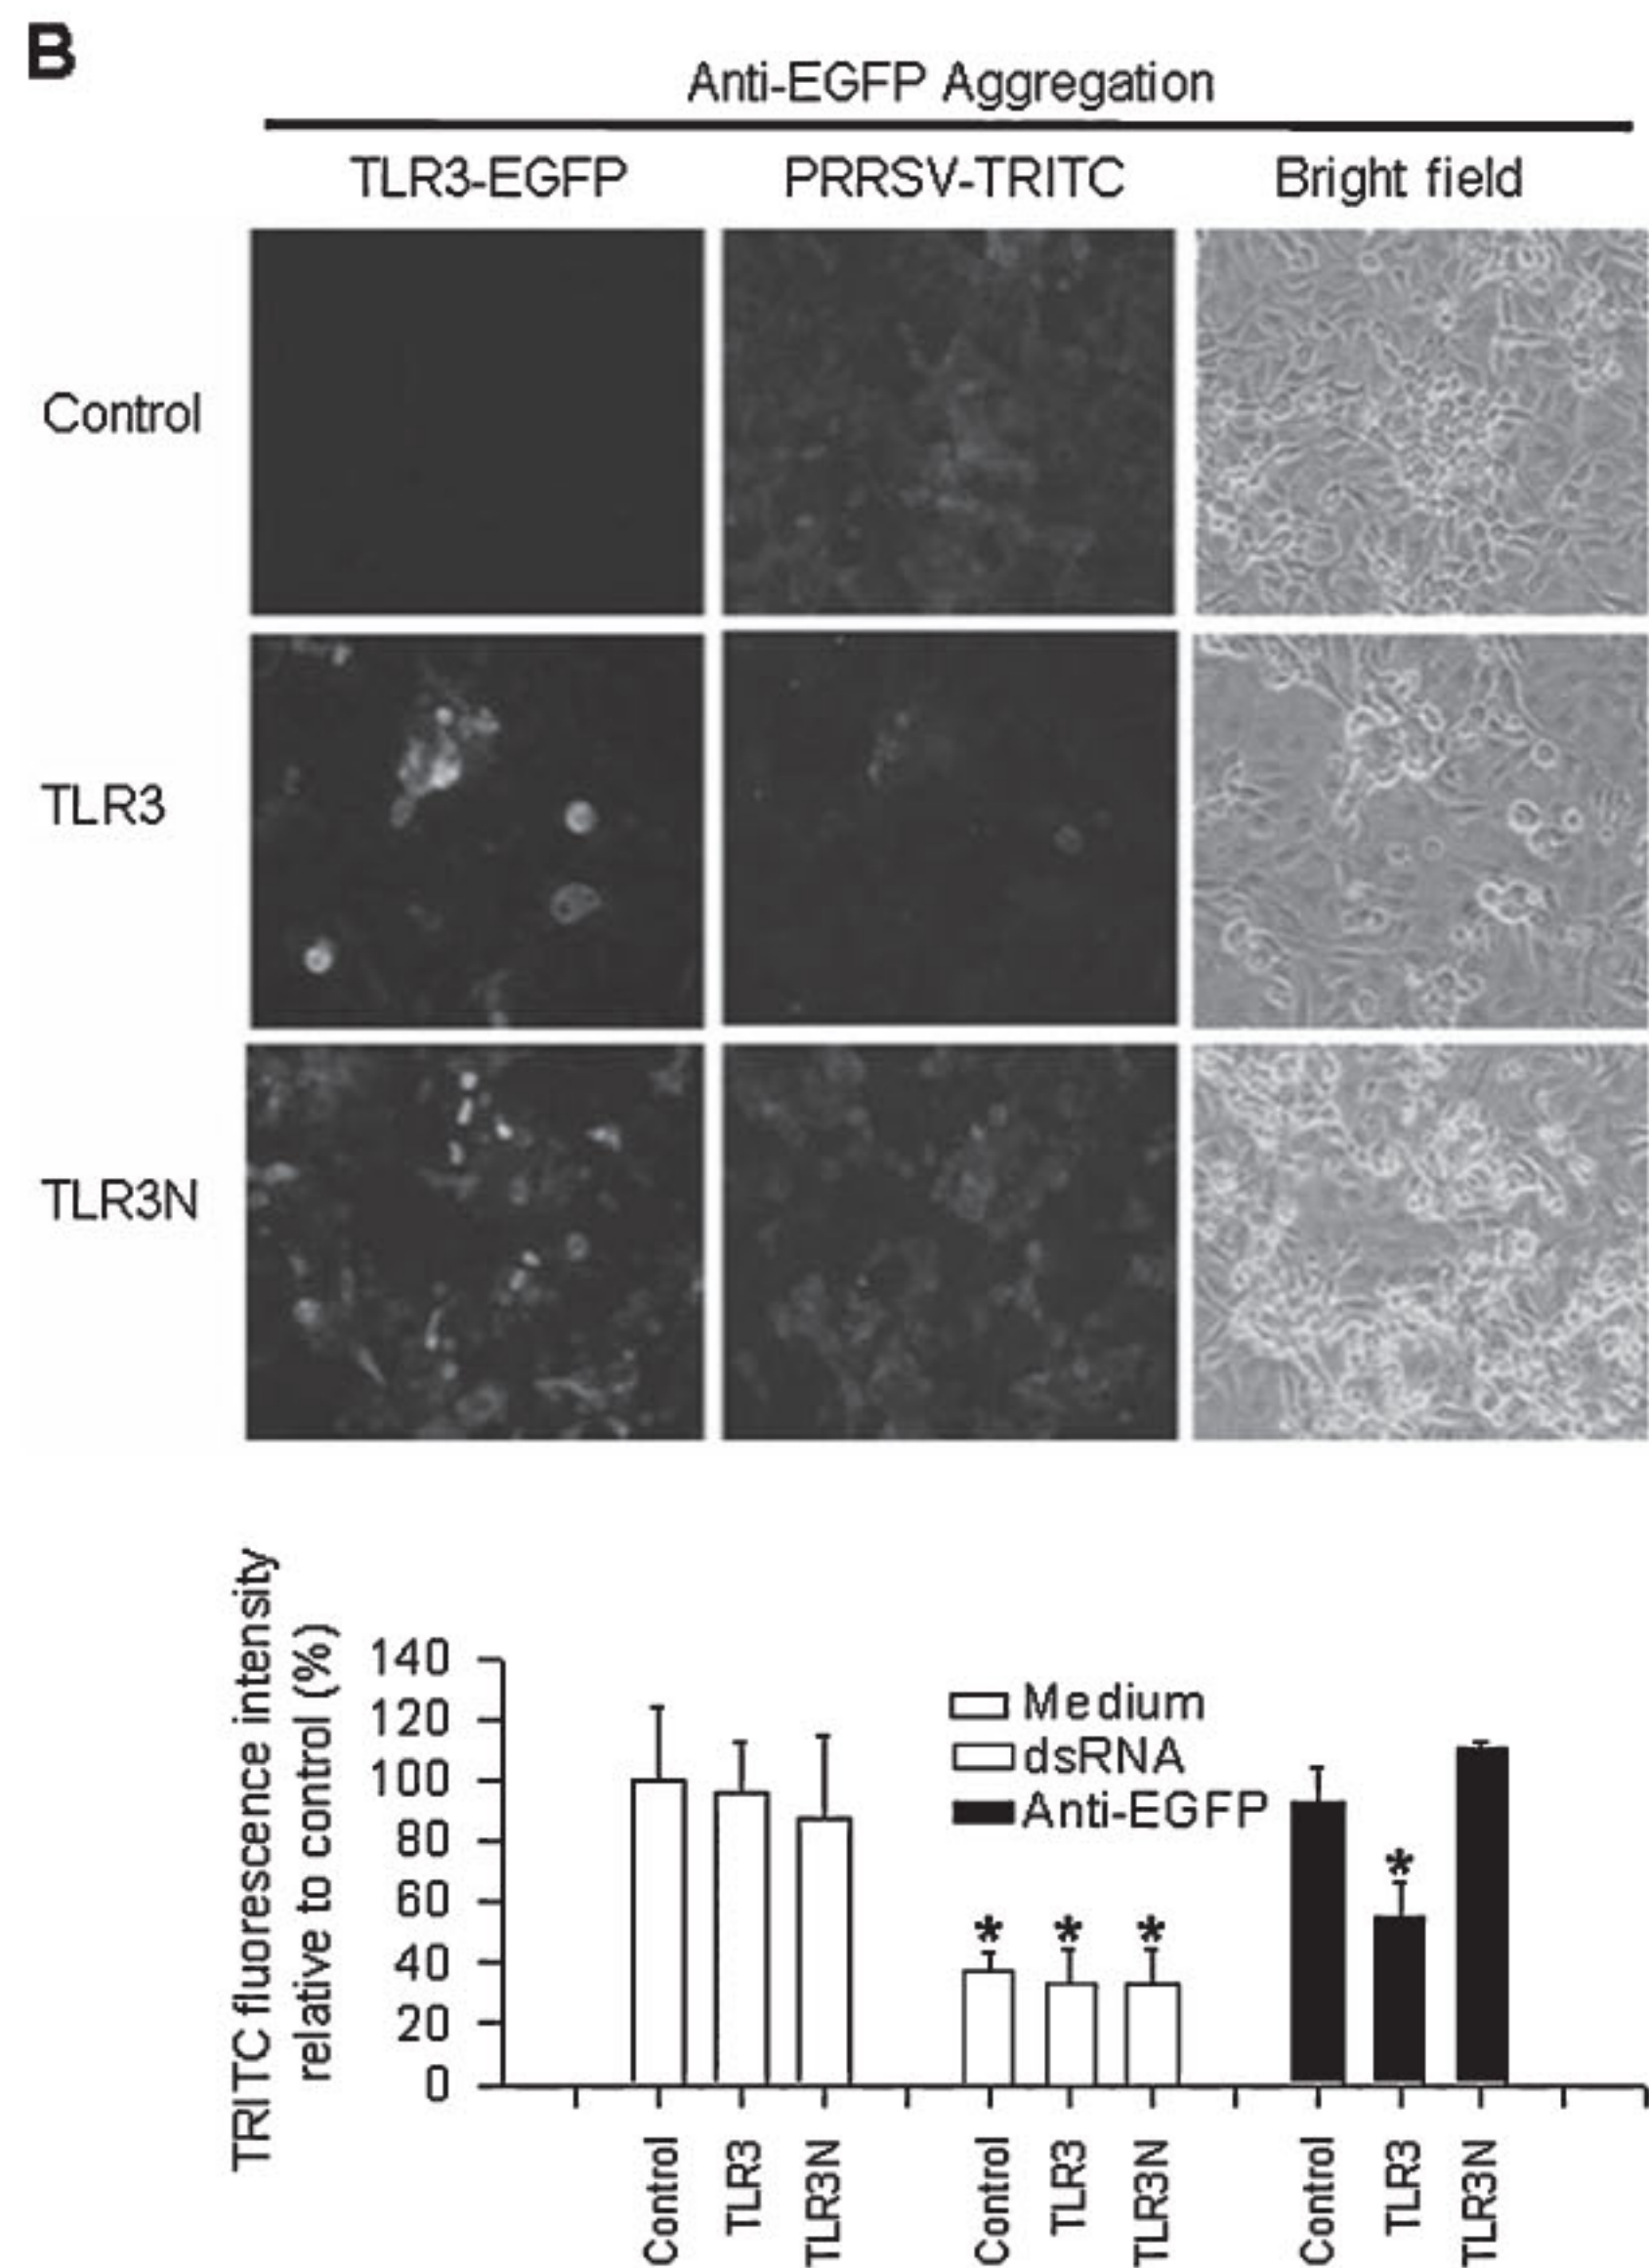 B
Anti-EGFP Aggregation
TLR3-EGFP PRRSV-TRITC Bright field
Control
TLR3
TLR3N
TRITC fluorescence intensity
relative to control (%)
140
120
100
80
60
40
20
0
Medium
dsRNA
Anti-EGFP
* * * *
Control TLR3 TLR3N Control TLR3 TLR3N Control TLR3 TLR3N